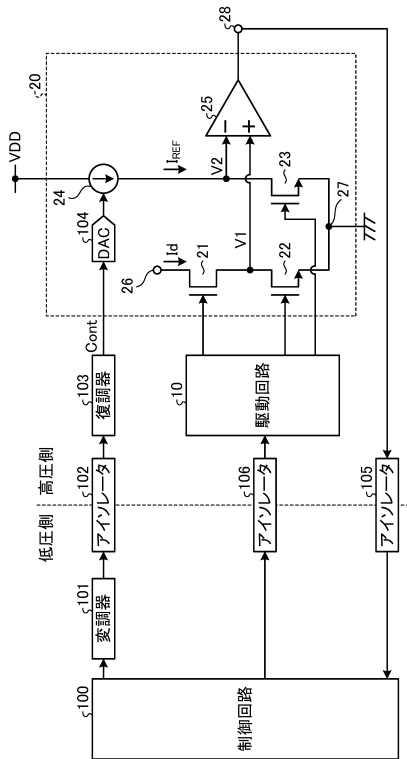 低圧側
高圧側
100
制御回路
101
変調器
102
アイソレータ
103
復調器
Cont
104
DAC
VDD
24
20
28
I_REF
V2
25
−
+
26
Id
21
V1
22
23
27
10
駆動回路
106
アイソレータ
105
アイソレータ